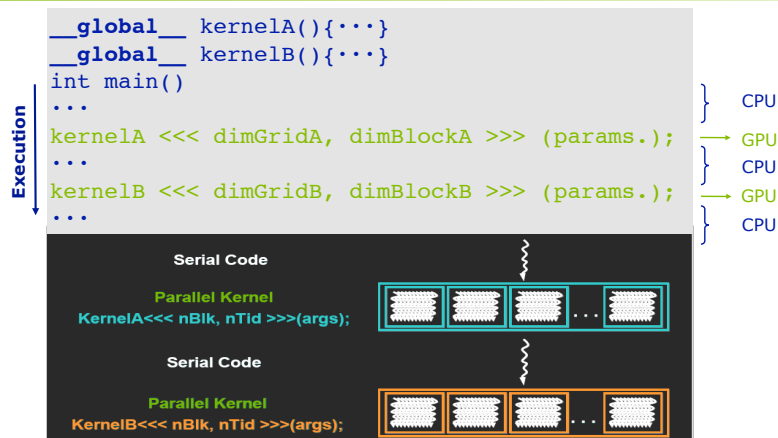 __global__ kernelA(){···}
__global__ kernelB(){···}
int main()
···
CPU
kernelA <<< dimGridA, dimBlockA >>> (params.);
GPU
···
CPU
kernelB <<< dimGridB, dimBlockB >>> (params.);
GPU
···
CPU
Execution
Serial Code
Parallel Kernel
KernelA<<< nBlk, nTid >>>(args);
...
Serial Code
Parallel Kernel
KernelB<<< nBlk, nTid >>>(args);
...